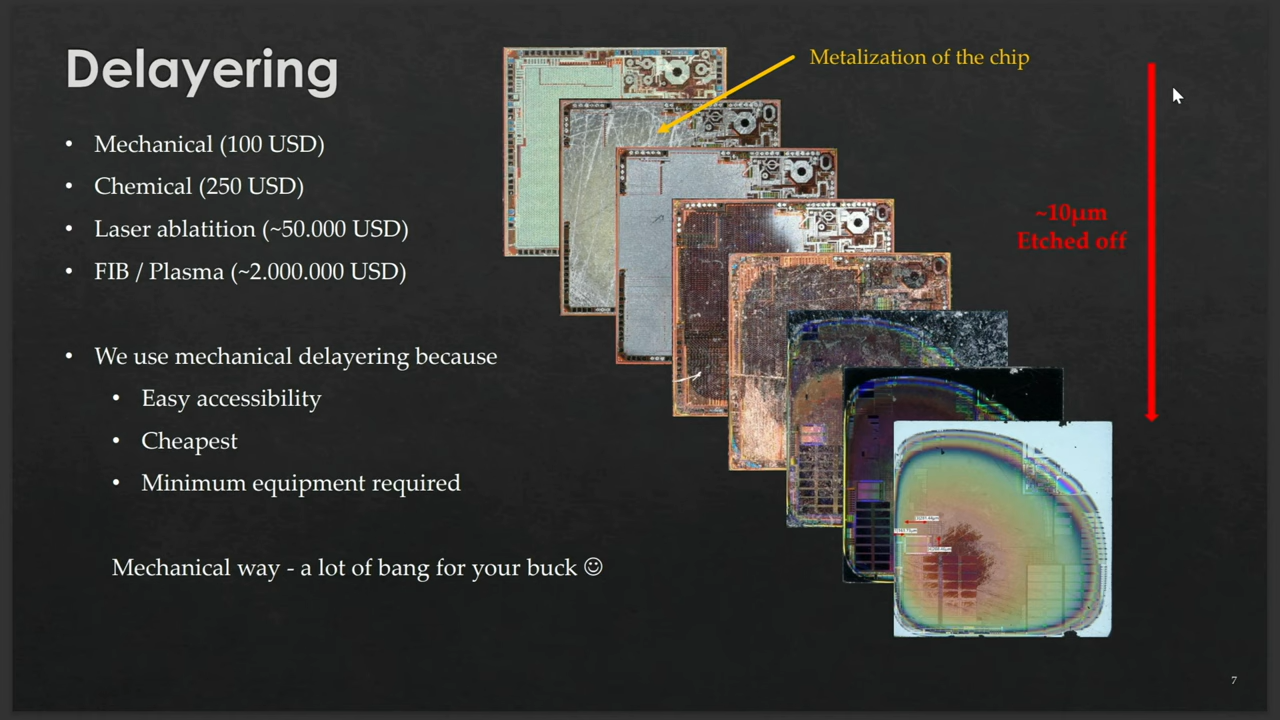 Delayering
Metalization of the chip
• Mechanical (100 USD)
• Chemical (250 USD)
• Laser ablatition (~50.000 USD)
• FIB / Plasma (~2.000.000 USD)
~10μm
Etched off
• We use mechanical delayering because
• Easy accessibility
• Cheapest
• Minimum equipment required
Mechanical way - a lot of bang for your buck ☺
7